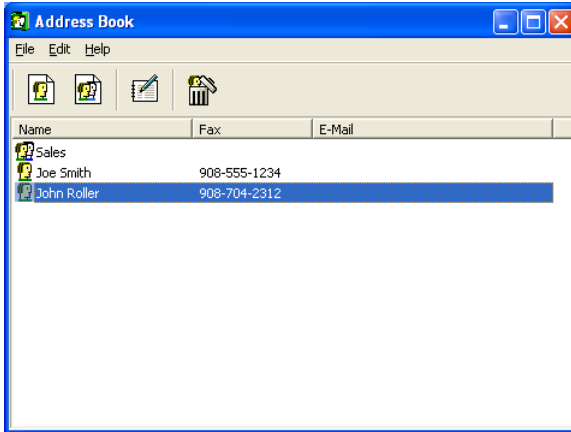 Address Book
File Edit Help
Name Fax E-Mail
Sales
Joe Smith 908-555-1234
John Roller 908-704-2312